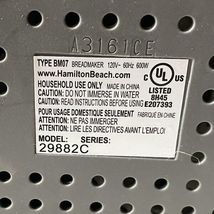 A3161CE
TYPE BM07 BREADMAKER 120V~ 60Hz 600W
www.HamiltonBeach.com
HOUSEHOLD USE ONLY MADE IN CHINA
CAUTION: DO NOT IMMERSE IN WATER
CAUTION: READ INSTRUCTIONS BEFORE USING
POUR USAGE DOMESTIQUE SEULEMENT FABRIQUÉ EN CHINE
ATTENTION: NE PAS IMMERGER
ATTENTION: LIRE LES DIRECTIVES AVANT L'EMPLOI
MODEL: SERIES:
29882C
C UL US
LISTED
8H45
E207393